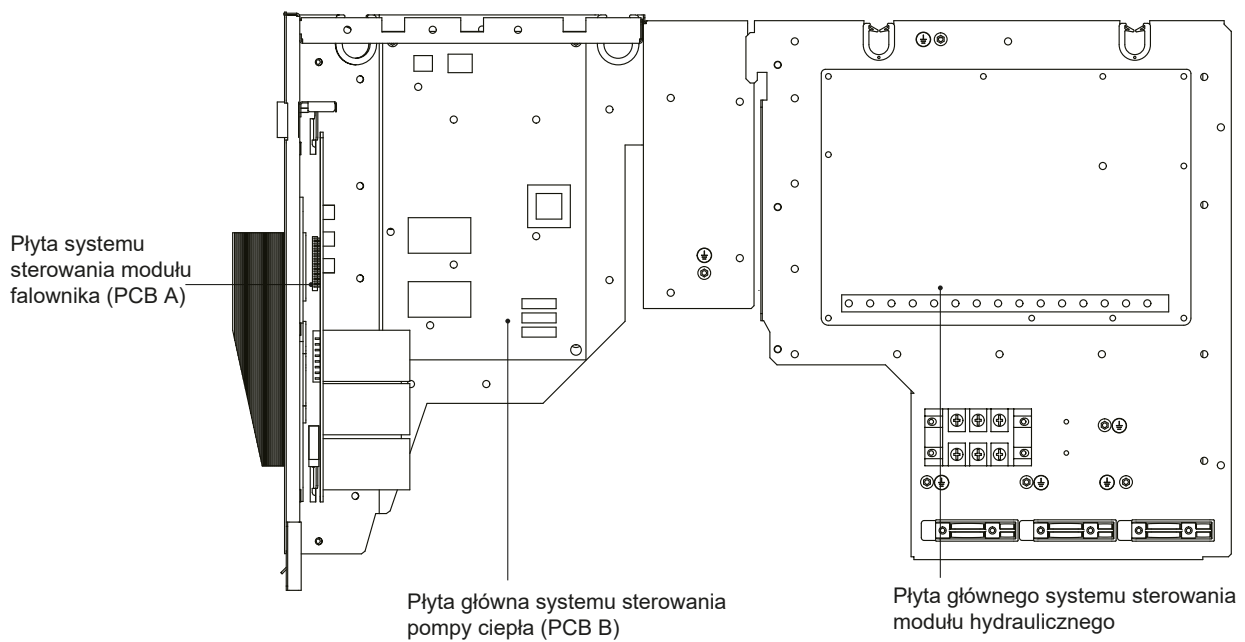 Płyta systemu
sterowania modułu
falownika (PCB A)
Płyta główna systemu sterowania
pompy ciepła (PCB B)
Płyta głównego systemu sterowania
modułu hydraulicznego